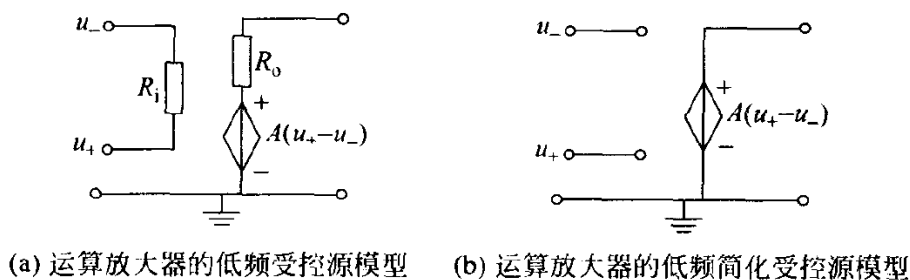 u₋
u₋
Rᵢ
Rₒ
+
+
A(u₊−u₋)
A(u₊−u₋)
u₊
u₊
−
−
(a) 运算放大器的低频受控源模型
(b) 运算放大器的低频简化受控源模型